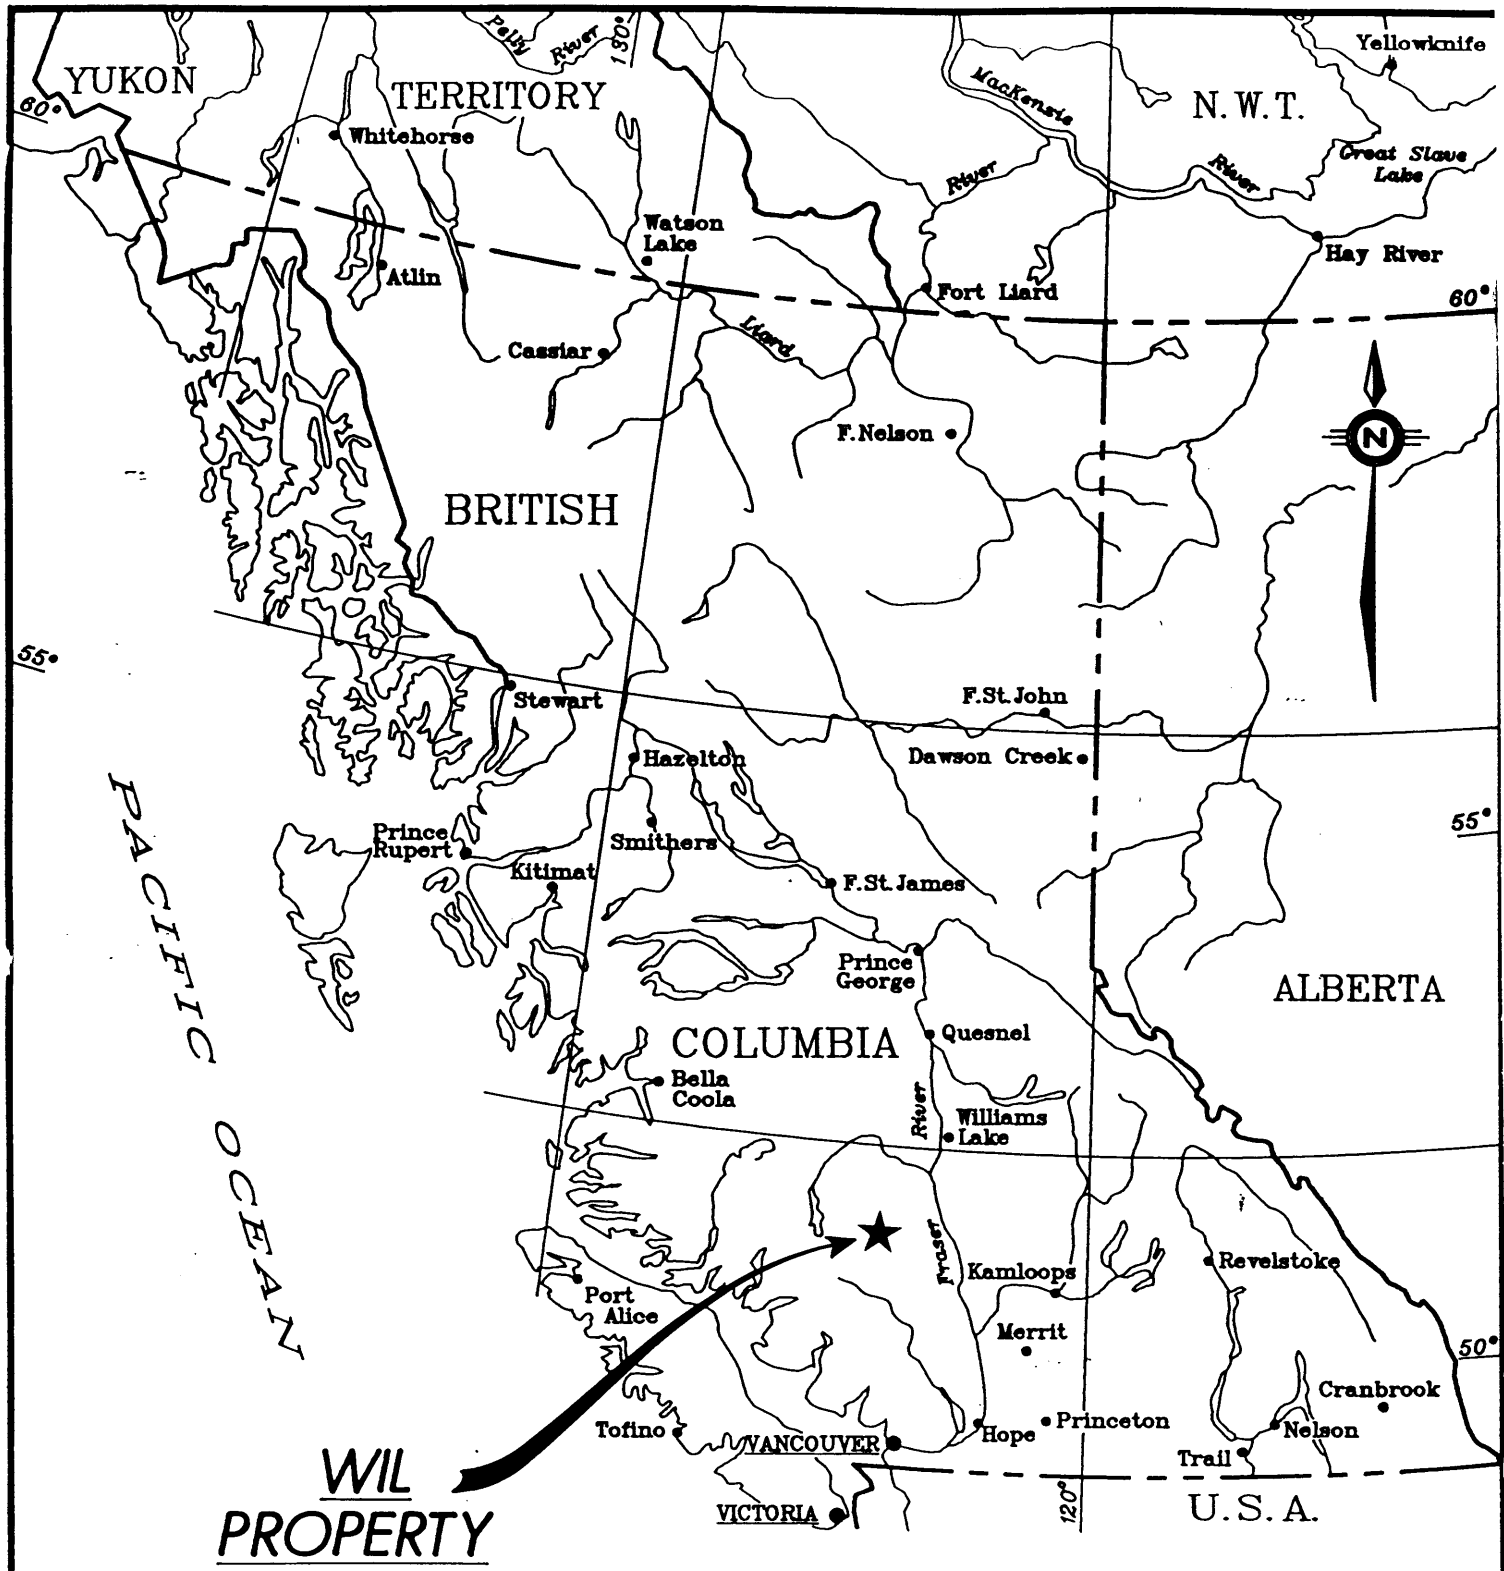 YUKON
TERRITORY
Pelly River
130°
60°
Whitehorse
MacKensie
River
N.W.T.
Yellowknife
Great Slave
Lake
River
Watson
Lake
Atlin
Hay River
Fort Liard
60°
Cassiar
Liard
N
F.Nelson
BRITISH
55°
Stewart
F.St.John
Dawson Creek
Hazelton
Prince
Rupert
Smithers
55°
Kitimat
F.St.James
Prince
George
ALBERTA
PACIFIC OCEAN
COLUMBIA
Quesnel
Bella
Coola
River
Williams
Lake
Fraser
Kamloops
Revelstoke
Port
Alice
Merrit
50°
Cranbrook
Tofino
VANCOUVER
Hope
Princeton
Nelson
Trail
WIL
PROPERTY
VICTORIA
120°
U.S.A.